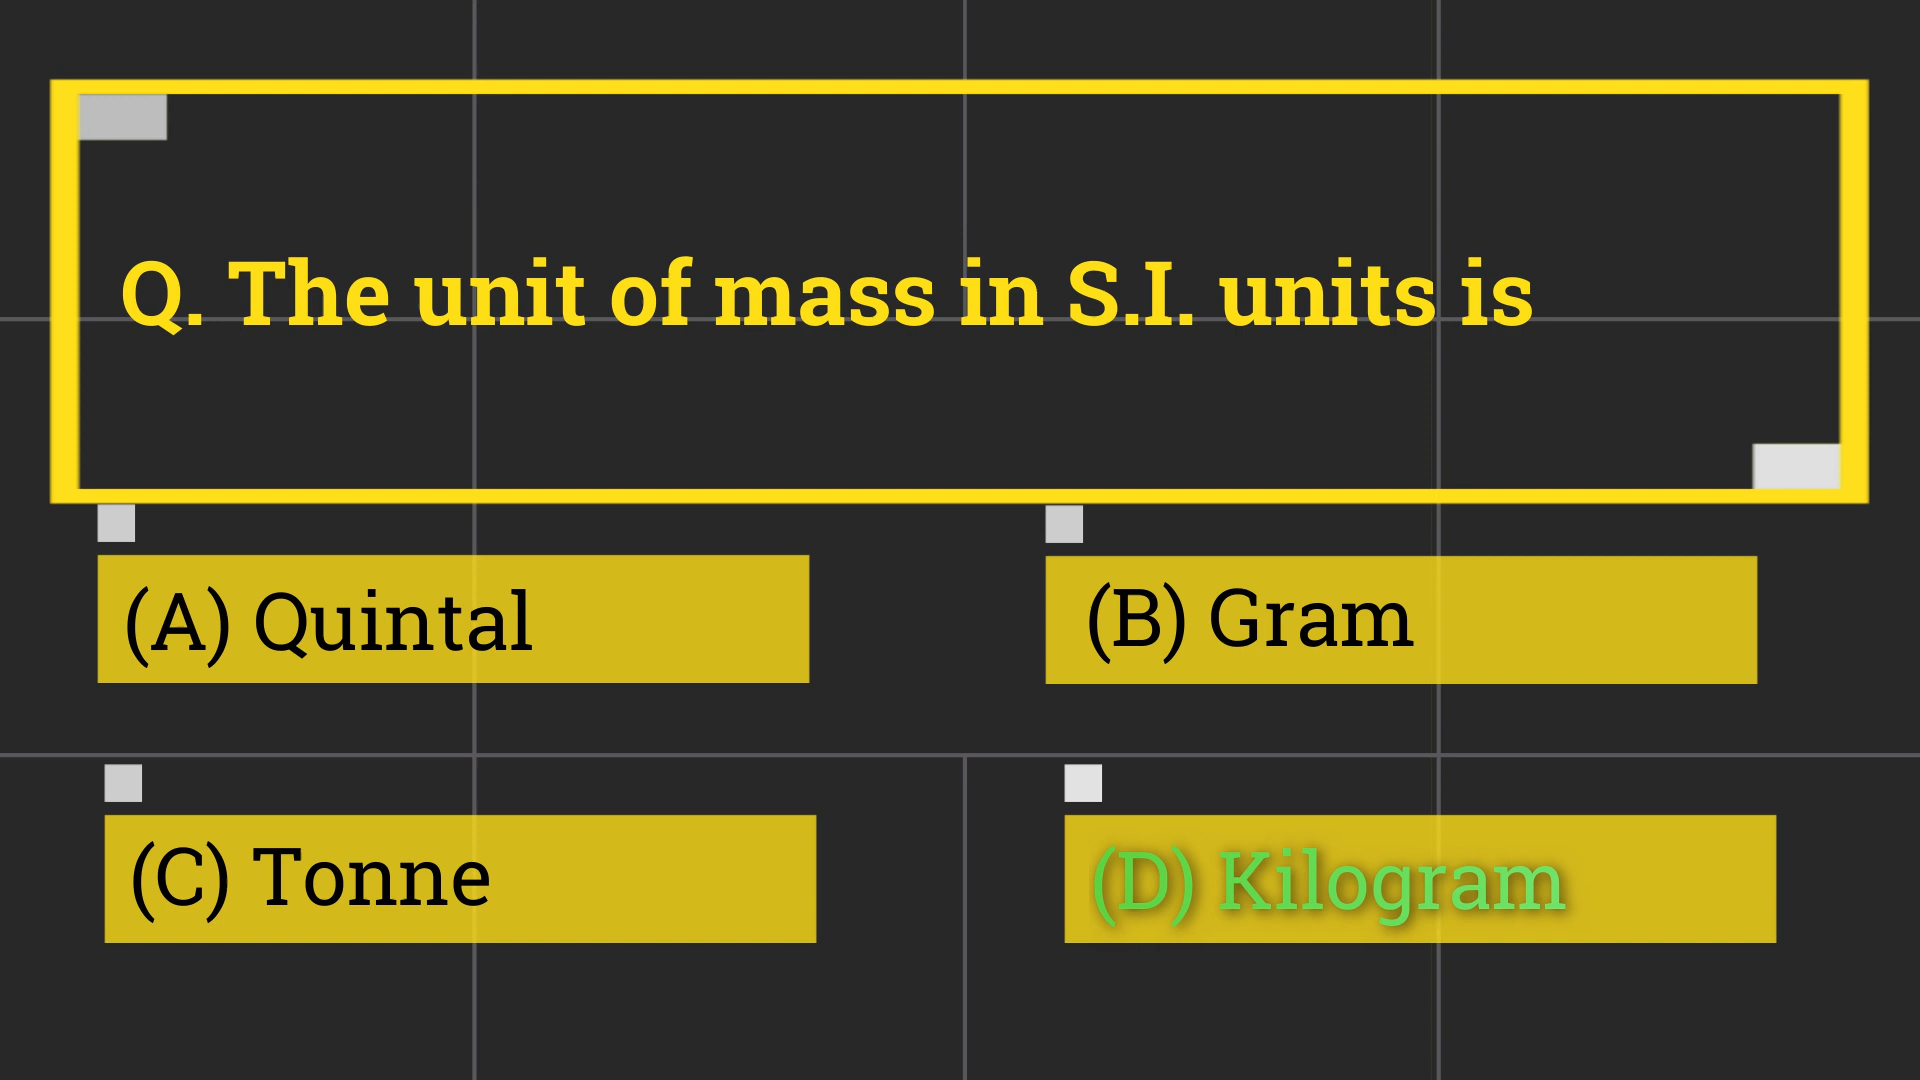 Q. The unit of mass in S.I. units is
(A) Quintal
(B) Gram
(C) Tonne
(D) Kilogram